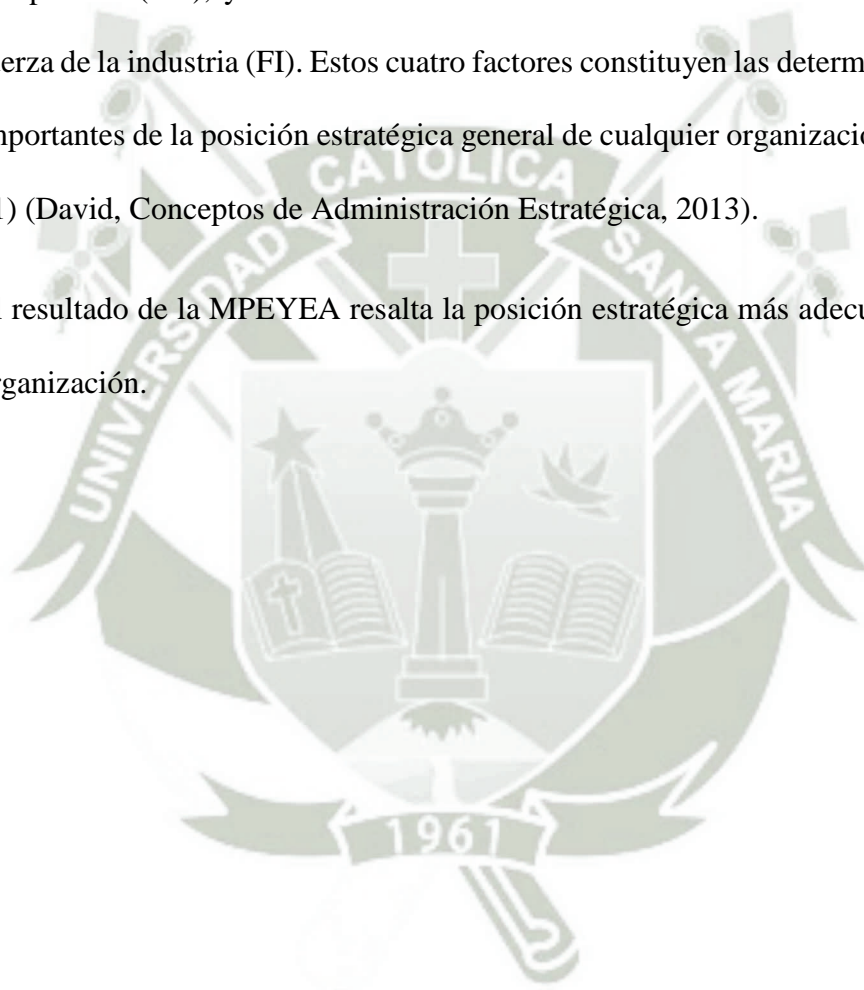 erza de la industria (FI). Estos cuatro factores constituyen las determ
portantes de la posición estratégica general de cualquier organizació
) (David, Conceptos de Administración Estratégica, 2013).
resultado de la MPEYEA resalta la posición estratégica más adecu
rganización.
UNIVERSIDAD CATOLICA SANTA MARIA
1961